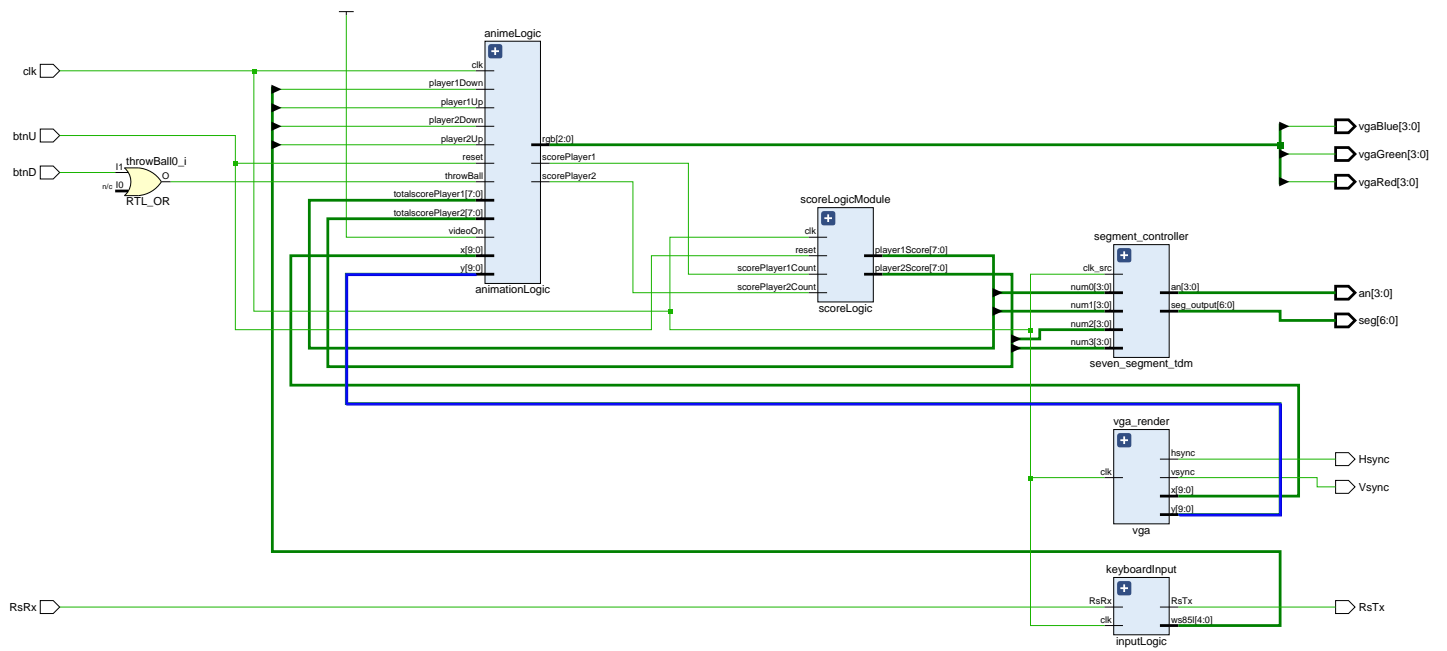 animeLogic
clk
player1Down
player1Up
player2Down
player2Up
reset
throwBall
totalscorePlayer1[7:0]
totalscorePlayer2[7:0]
videoOn
x[9:0]
y[9:0]
rgb[2:0]
scorePlayer1
scorePlayer2
animationLogic
clk
btnU
btnD
throwBall0_i
I1
n/c I0
O
RTL_OR
scoreLogicModule
clk
reset
scorePlayer1Count
scorePlayer2Count
player1Score[7:0]
player2Score[7:0]
scoreLogic
segment_controller
clk_src
num0[3:0]
num1[3:0]
num2[3:0]
num3[3:0]
an[3:0]
seg_output[6:0]
seven_segment_tdm
vgaBlue[3:0]
vgaGreen[3:0]
vgaRed[3:0]
an[3:0]
seg[6:0]
vga_render
clk
hsync
vsync
x[9:0]
y[9:0]
vga
Hsync
Vsync
RsRx
keyboardInput
RsRx
clk
RsTx
ws85l[4:0]
inputLogic
RsTx